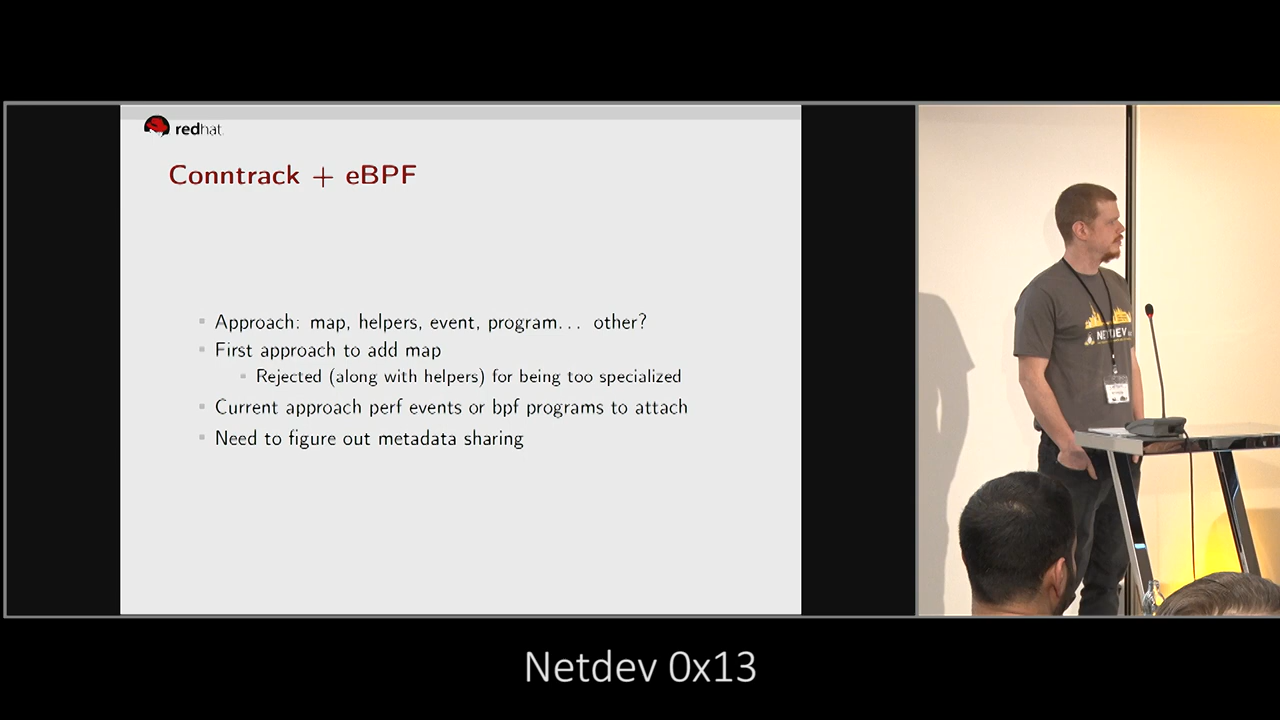 redhat.
Conntrack + eBPF
Approach: map, helpers, event, program... other?
First approach to add map
Rejected (along with helpers) for being too specialized
Current approach perf events or bpf programs to attach
Need to figure out metadata sharing
NETDEV
Netdev 0x13